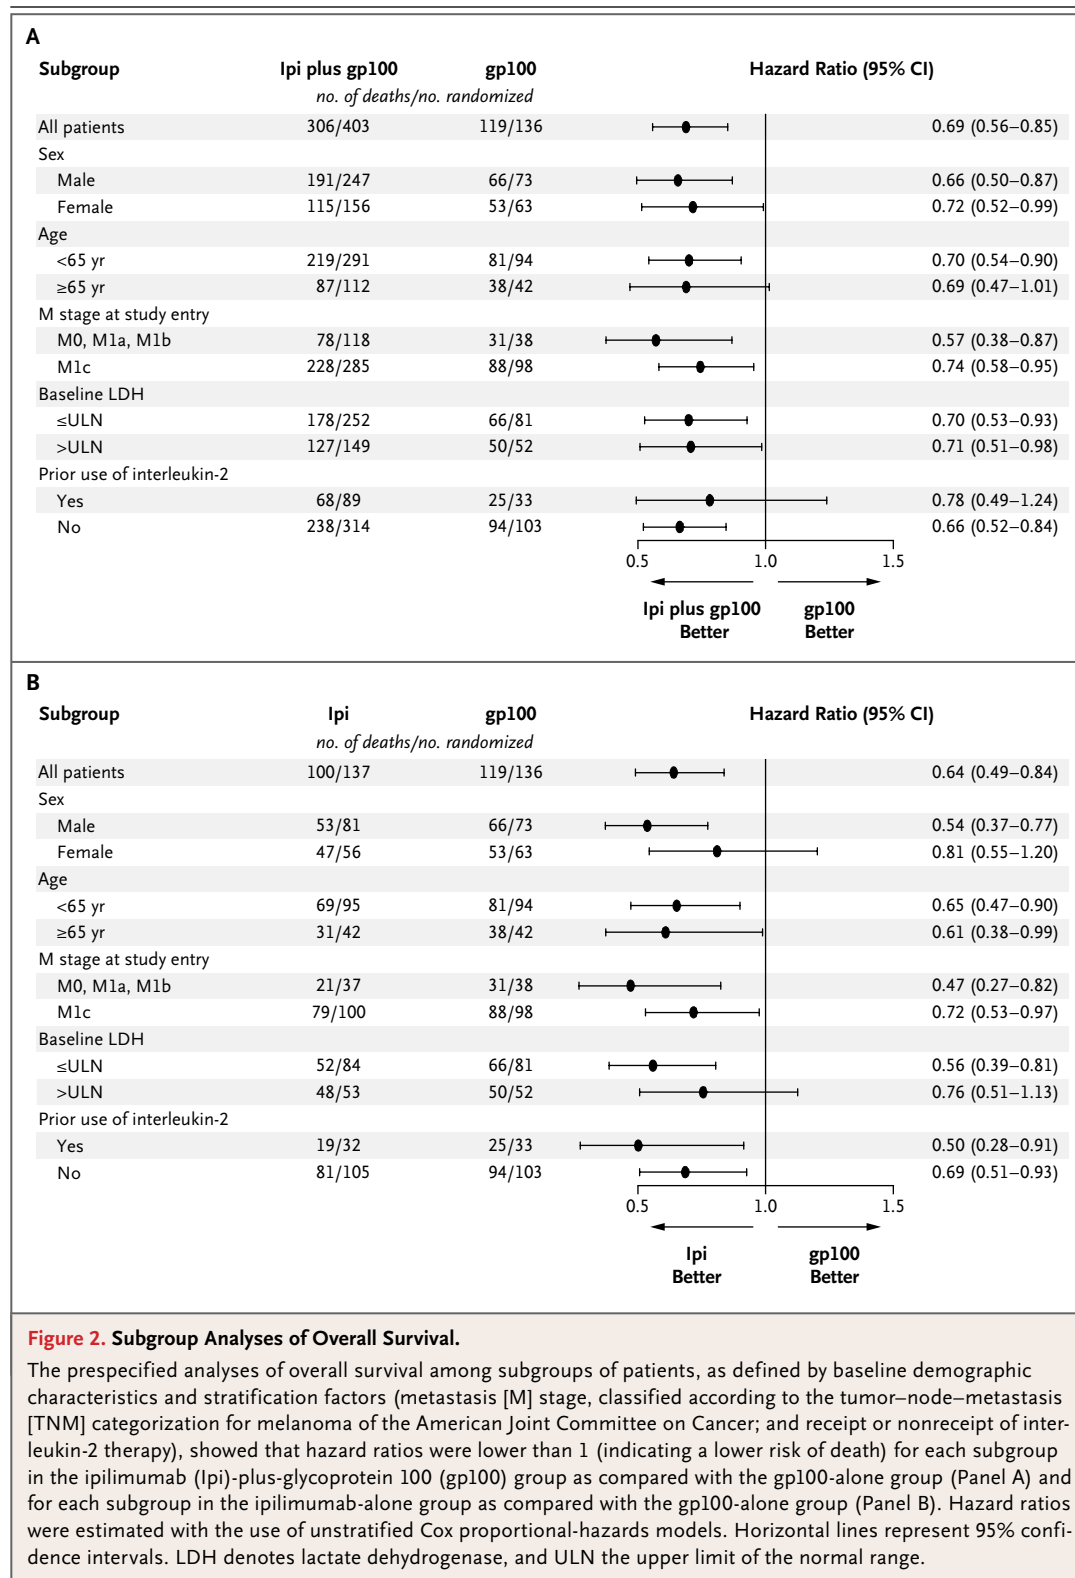 A
Subgroup Ipi plus gp100 gp100 Hazard Ratio (95% CI)
no. of deaths/no. randomized
All patients 306/403 119/136 0.69 (0.56–0.85)
Sex
Male 191/247 66/73 0.66 (0.50–0.87)
Female 115/156 53/63 0.72 (0.52–0.99)
Age
<65 yr 219/291 81/94 0.70 (0.54–0.90)
≥65 yr 87/112 38/42 0.69 (0.47–1.01)
M stage at study entry
M0, M1a, M1b 78/118 31/38 0.57 (0.38–0.87)
M1c 228/285 88/98 0.74 (0.58–0.95)
Baseline LDH
≤ULN 178/252 66/81 0.70 (0.53–0.93)
>ULN 127/149 50/52 0.71 (0.51–0.98)
Prior use of interleukin-2
Yes 68/89 25/33 0.78 (0.49–1.24)
No 238/314 94/103 0.66 (0.52–0.84)
0.5 1.0 1.5
Ipi plus gp100 gp100
Better Better
B
Subgroup Ipi gp100 Hazard Ratio (95% CI)
no. of deaths/no. randomized
All patients 100/137 119/136 0.64 (0.49–0.84)
Sex
Male 53/81 66/73 0.54 (0.37–0.77)
Female 47/56 53/63 0.81 (0.55–1.20)
Age
<65 yr 69/95 81/94 0.65 (0.47–0.90)
≥65 yr 31/42 38/42 0.61 (0.38–0.99)
M stage at study entry
M0, M1a, M1b 21/37 31/38 0.47 (0.27–0.82)
M1c 79/100 88/98 0.72 (0.53–0.97)
Baseline LDH
≤ULN 52/84 66/81 0.56 (0.39–0.81)
>ULN 48/53 50/52 0.76 (0.51–1.13)
Prior use of interleukin-2
Yes 19/32 25/33 0.50 (0.28–0.91)
No 81/105 94/103 0.69 (0.51–0.93)
0.5 1.0 1.5
Ipi gp100
Better Better
Figure 2. Subgroup Analyses of Overall Survival.
The prespecified analyses of overall survival among subgroups of patients, as defined by baseline demographic
characteristics and stratification factors (metastasis [M] stage, classified according to the tumor–node–metastasis
[TNM] categorization for melanoma of the American Joint Committee on Cancer; and receipt or nonreceipt of inter-
leukin-2 therapy), showed that hazard ratios were lower than 1 (indicating a lower risk of death) for each subgroup
in the ipilimumab (Ipi)-plus-glycoprotein 100 (gp100) group as compared with the gp100-alone group (Panel A) and
for each subgroup in the ipilimumab-alone group as compared with the gp100-alone group (Panel B). Hazard ratios
were estimated with the use of unstratified Cox proportional-hazards models. Horizontal lines represent 95% confi-
dence intervals. LDH denotes lactate dehydrogenase, and ULN the upper limit of the normal range.